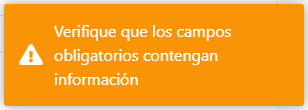 Verifique que los campos
obligatorios contengan
información